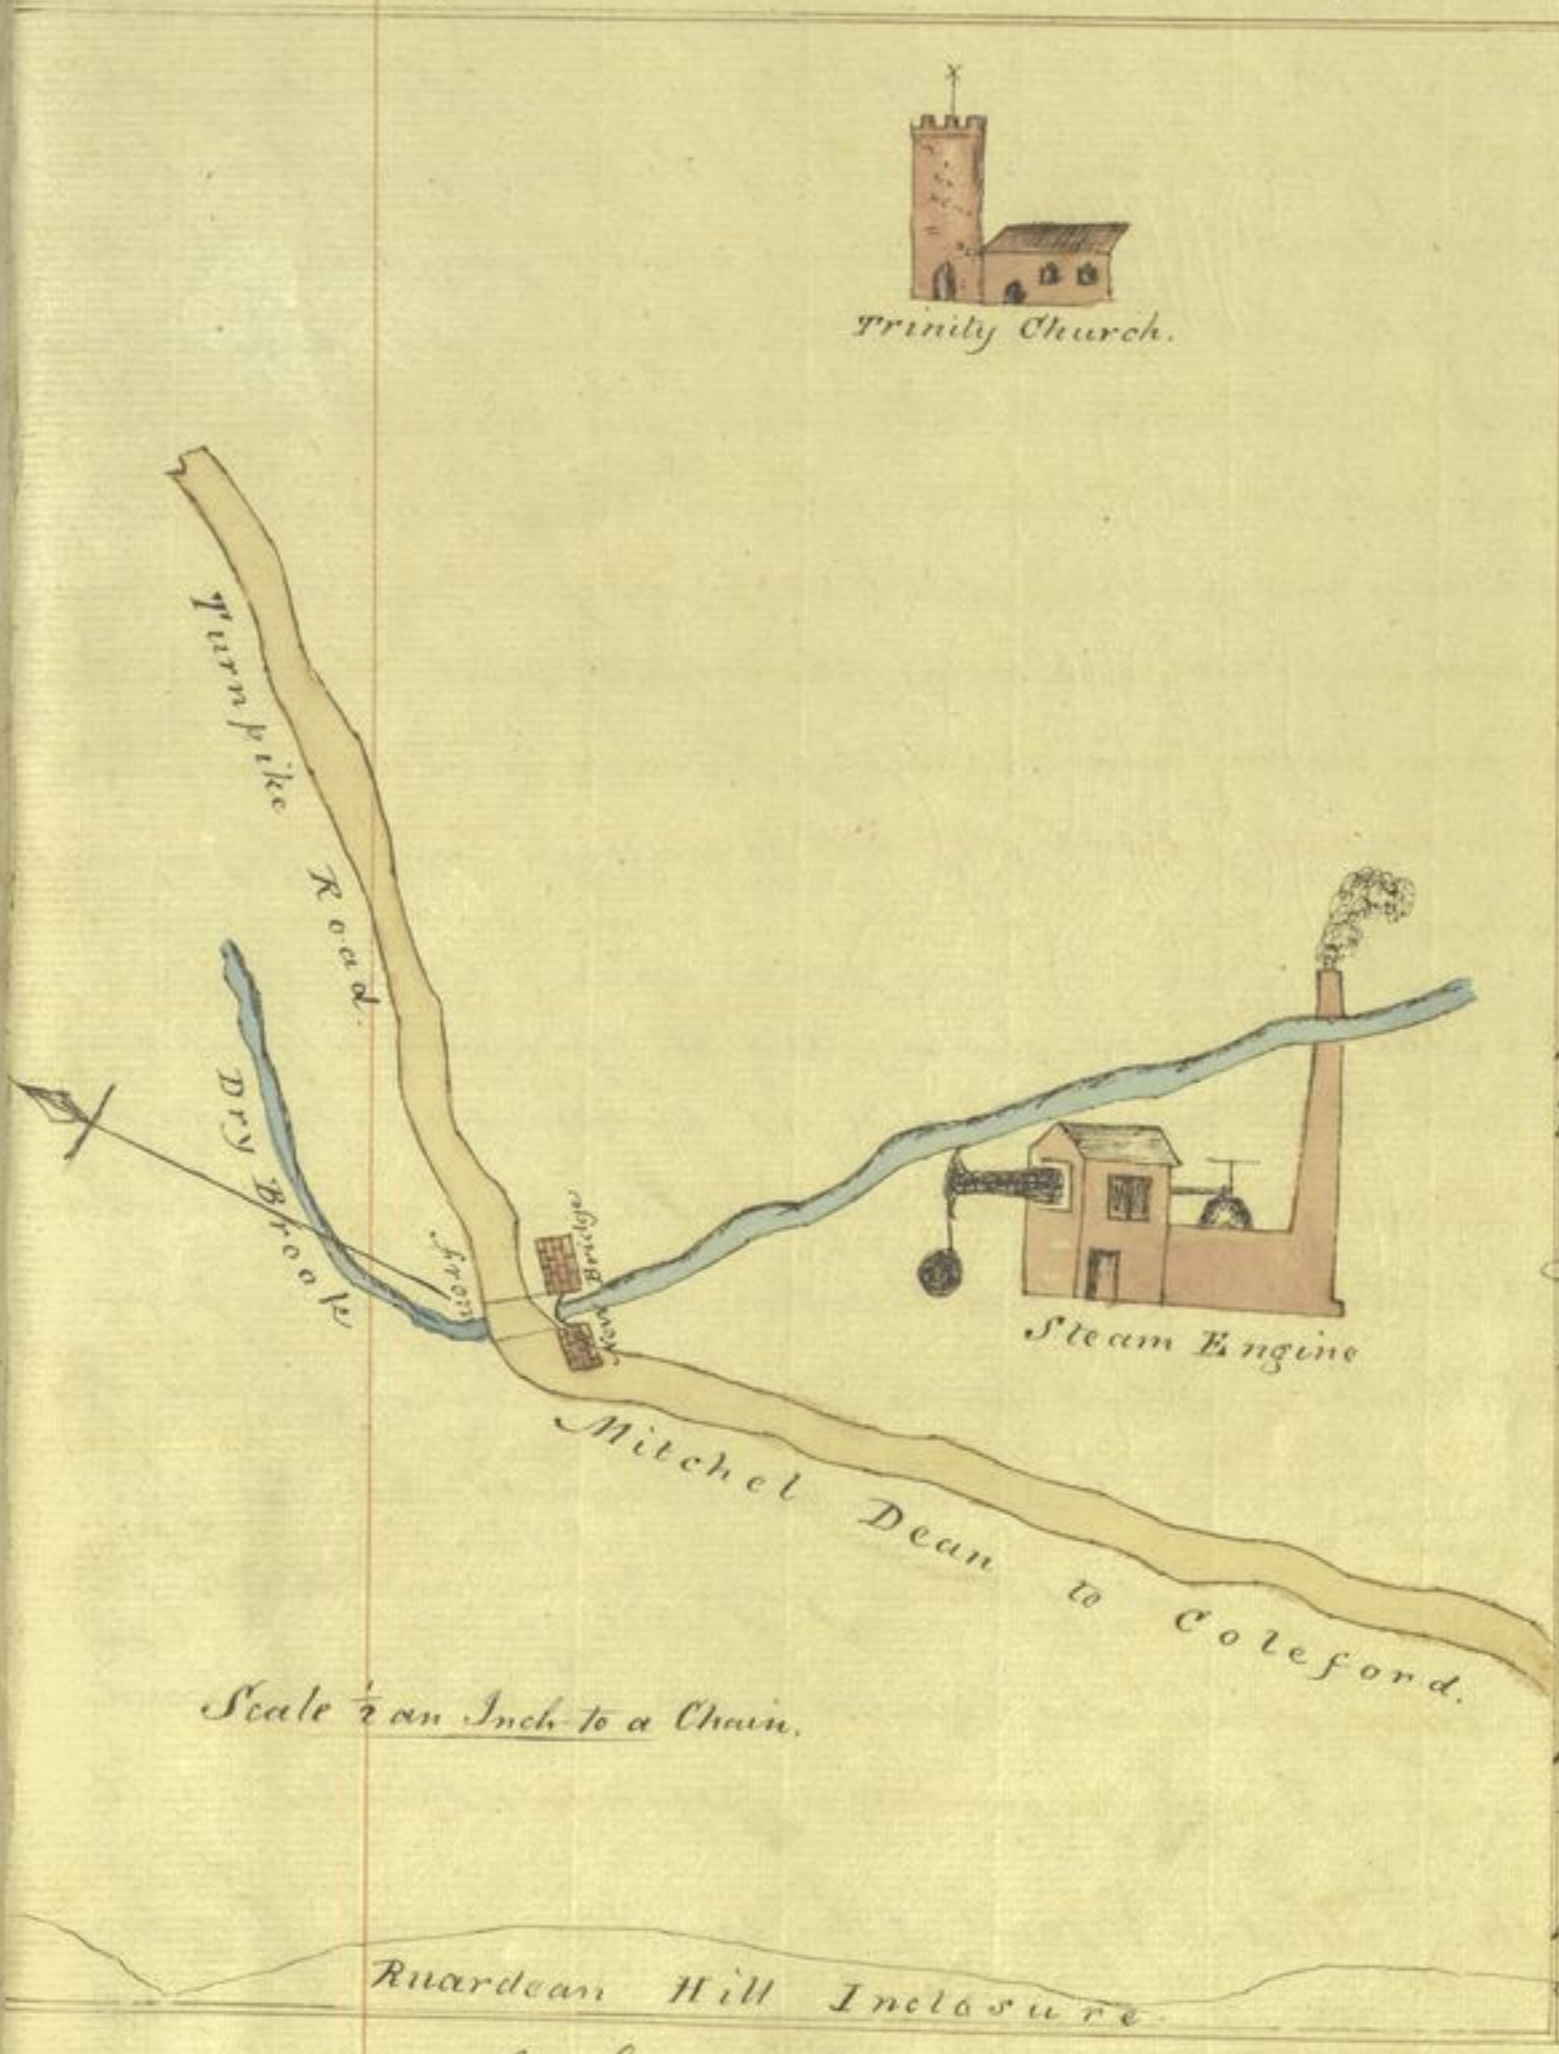 Trinity Church.
Turnpike Road
Dry Brook
from
New Bridge
Steam Engine
Mitchel Dean to Coleford.
Scale ½ an Inch to a Chain.
Ruardean Hill Inclosure